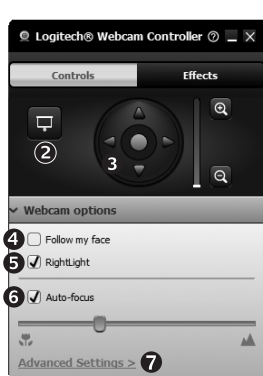 Logitech® Webcam Controller
Controls Effects
2
3
Webcam options
4 Follow my face
5 RightLight
6 Auto-focus
Advanced Settings > 7